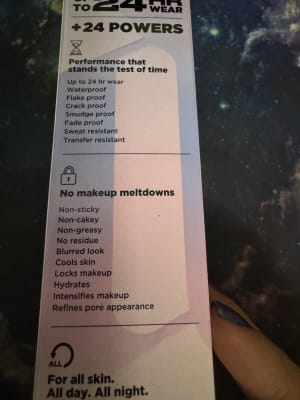 TO 24 HR
WEAR
+24 POWERS
Performance that
stands the test of time
Up to 24 hr wear
Waterproof
Flake proof
Crack proof
Smudge proof
Fade proof
Sweat resistant
Transfer resistant
No makeup meltdowns
Non-sticky
Non-cakey
Non-greasy
No residue
Blurred look
Cools skin
Locks makeup
Hydrates
Intensifies makeup
Refines pore appearance
ALL
For all skin.
All day. All night.